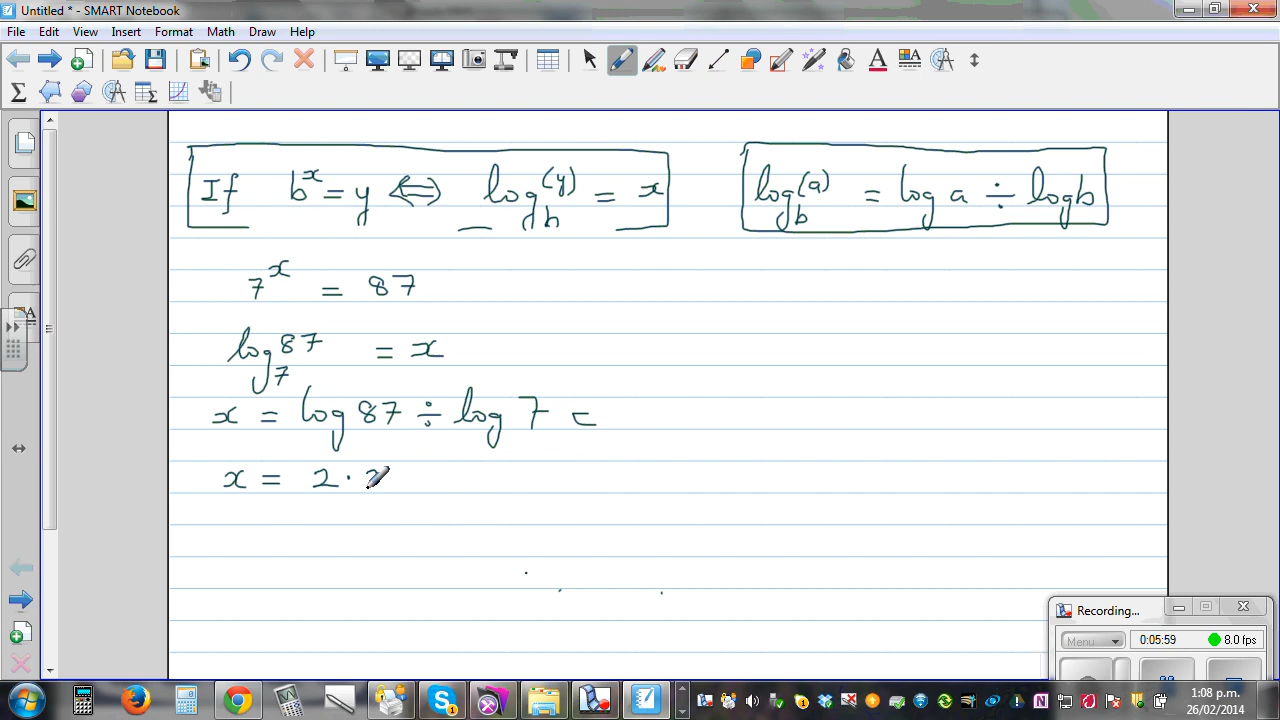 Untitled * - SMART Notebook
File Edit View Insert Format Math Draw Help
If b^x = y ⟺ log_b (y) = x
log_b (a) = log a ÷ log b
7^x = 87
log_7 87 = x
x = log 87 ÷ log 7 =
x = 2 ·
Recording...
Menu 0:05:59 8.0 fps
1:08 pm
26/02/2014